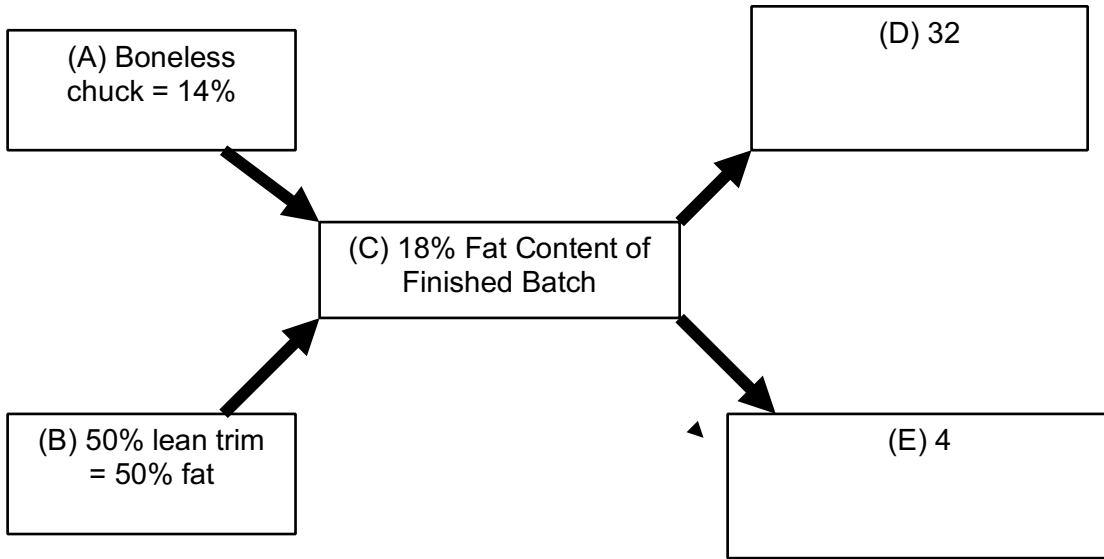 (A) Boneless
chuck = 14%
(D) 32
(C) 18% Fat Content of
Finished Batch
(B) 50% lean trim
= 50% fat
(E) 4